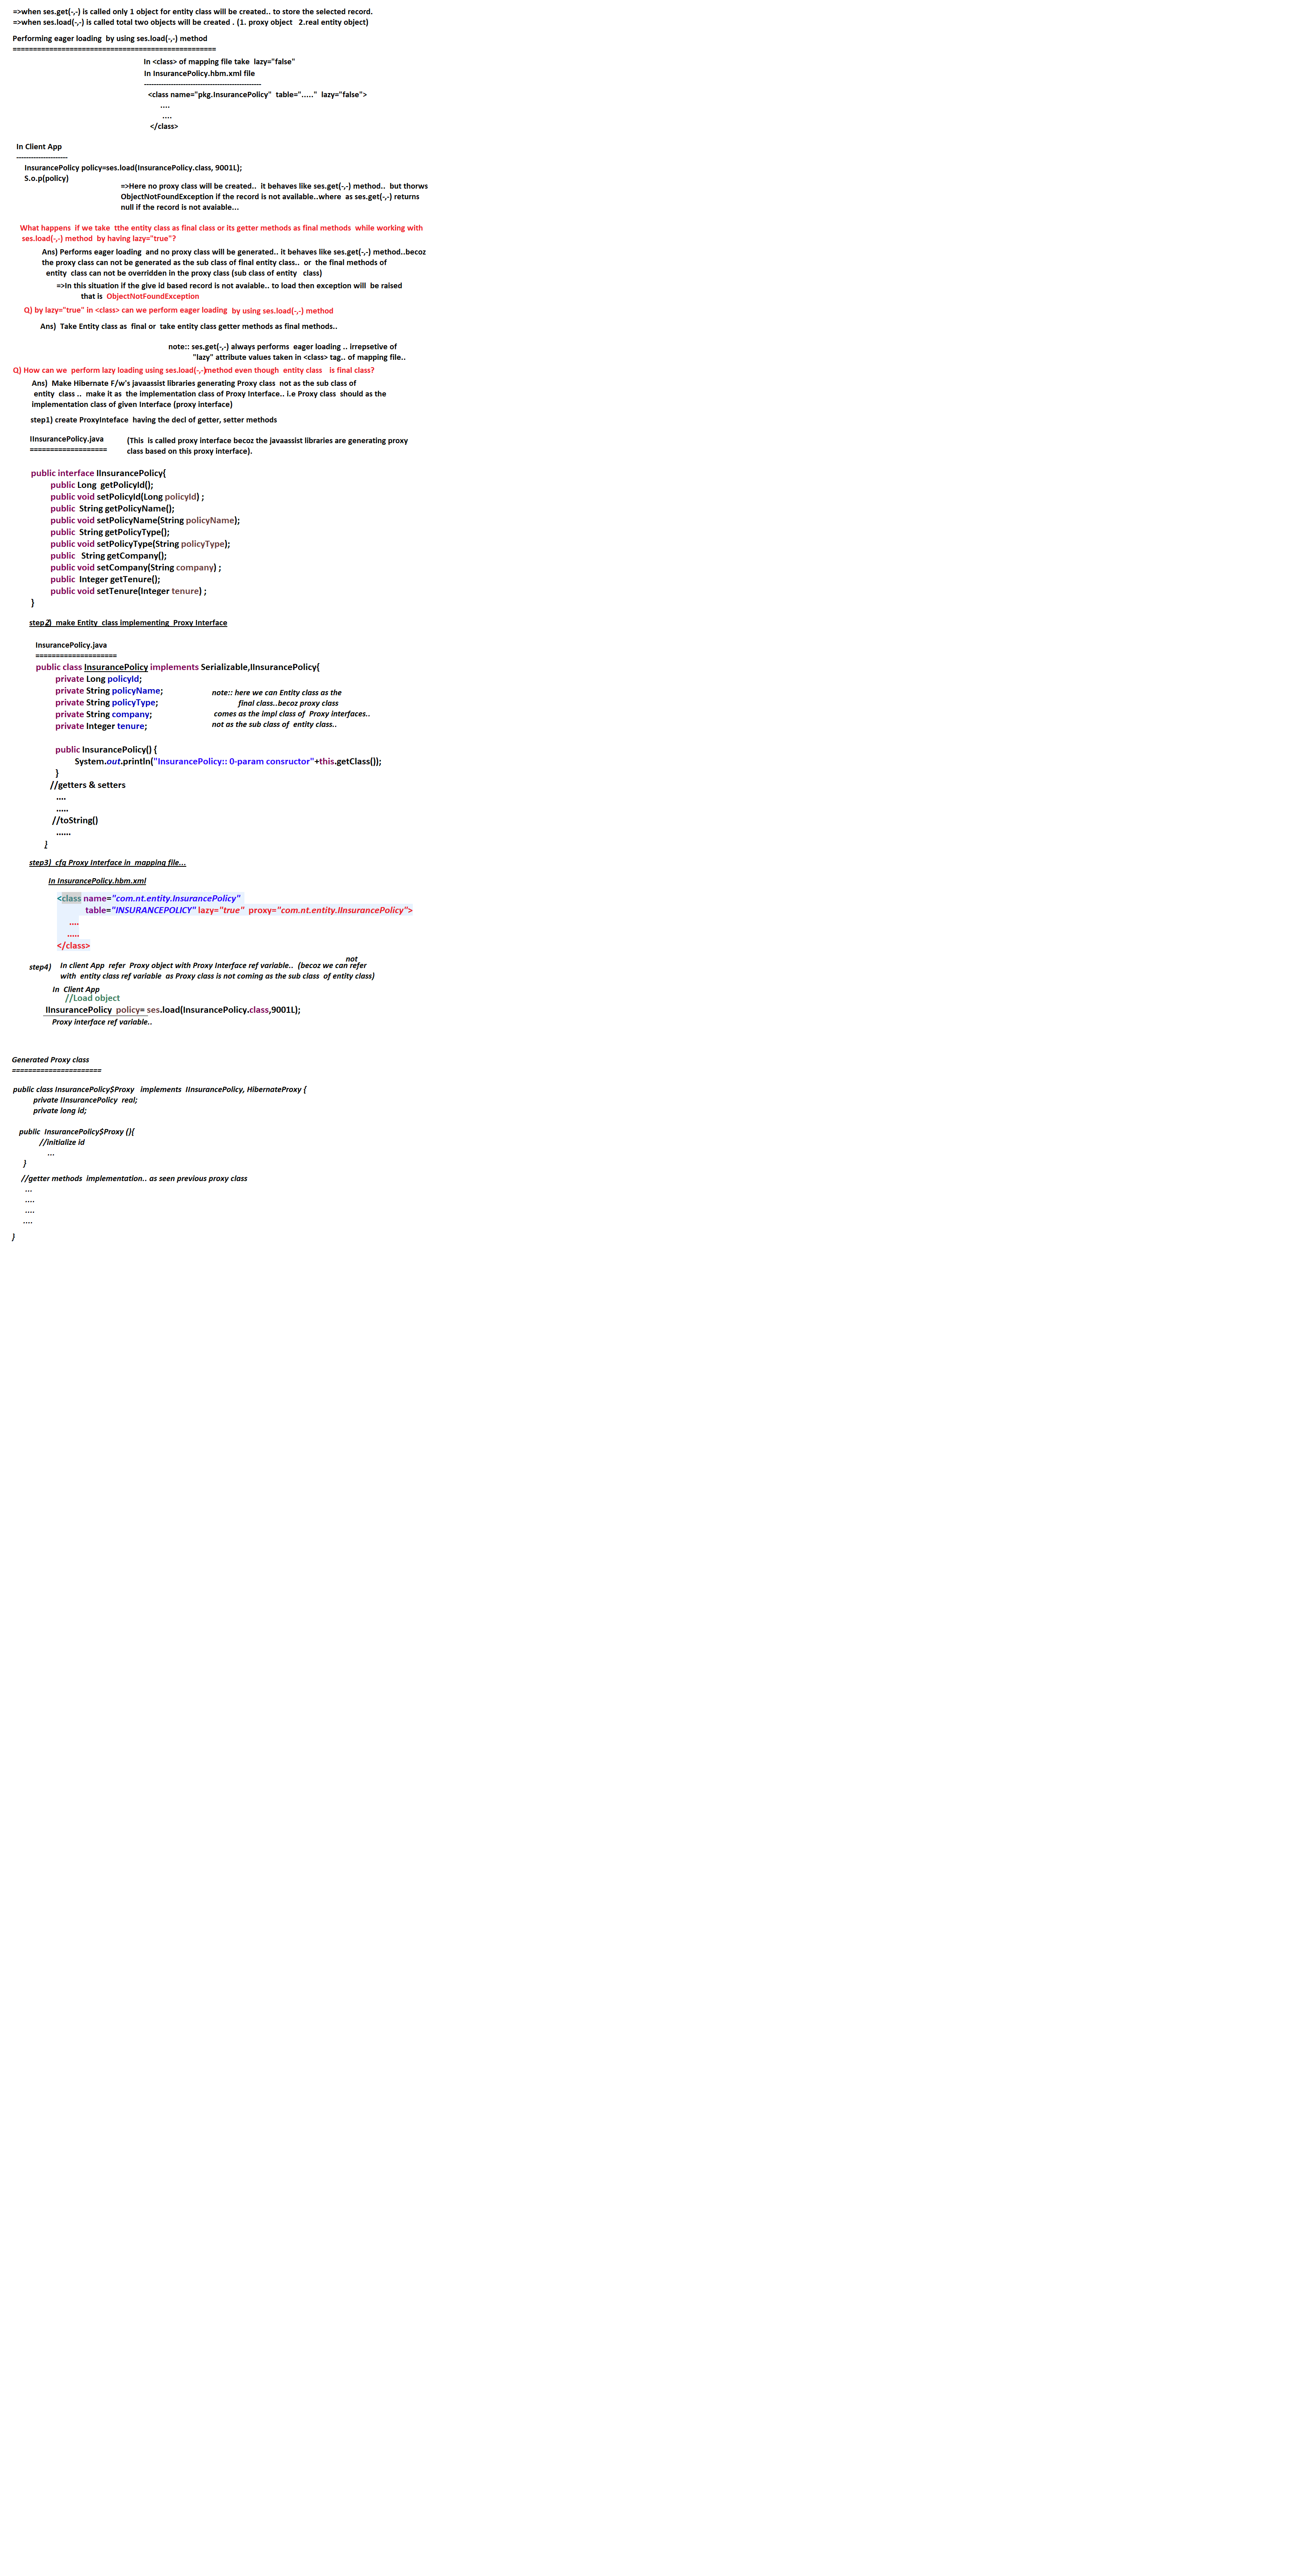 =>when ses.get(-,-) is called only 1 object for entity class will be created.. to store the selected record.
=>when ses.load(-,-) is called total two objects will be created . (1. proxy object   2.real entity object)
Performing eager loading  by using ses.load(-,-) method
==================================================
In <class> of mapping file take  lazy="false"
In InsurancePolicy.hbm.xml file
------------------------------------------------
<class name="pkg.InsurancePolicy"  table="....."  lazy="false">
....
....
</class>
In Client App
---------------------
InsurancePolicy policy=ses.load(InsurancePolicy.class, 9001L);
S.o.p(policy)
=>Here no proxy class will be created..  it behaves like ses.get(-,-) method..  but thorws
ObjectNotFoundException if the record is not available..where  as ses.get(-,-) returns
null if the record is not avaiable...
What happens  if we take  tthe entity class as final class or its getter methods as final methods  while working with
ses.load(-,-) method  by having lazy="true"?
Ans) Performs eager loading  and no proxy class will be generated.. it behaves like ses.get(-,-) method..becoz
the proxy class can not be generated as the sub class of final entity class..  or  the final methods of
entity  class can not be overridden in the proxy class (sub class of entity   class)
=>In this situation if the give id based record is not avaiable.. to load then exception will  be raised
that is  ObjectNotFoundException
Q) by lazy="true" in <class> can we perform eager loading  by using ses.load(-,-) method
Ans)  Take Entity class as  final or  take entity class getter methods as final methods..
note:: ses.get(-,-) always performs  eager loading .. irrepsetive of
"lazy" attribute values taken in <class> tag.. of mapping file..
Q) How can we  perform lazy loading using ses.load(-,-)method even though  entity class   is final class?
Ans)  Make Hibernate F/w's javaassist libraries generating Proxy class  not as the sub class of
entity  class ..  make it as  the implementation class of Proxy Interface.. i.e Proxy class  should as the
implementation class of given Interface (proxy interface)
step1) create ProxyInteface  having the decl of getter, setter methods
IInsurancePolicy.java
===================
(This  is called proxy interface becoz the javaassist libraries are generating proxy
class based on this proxy interface).
public interface IInsurancePolicy{
public Long  getPolicyId();
public void setPolicyId(Long policyId) ;
public  String getPolicyName();
public void setPolicyName(String policyName);
public  String getPolicyType();
public void setPolicyType(String policyType);
public   String getCompany();
public void setCompany(String company) ;
public  Integer getTenure();
public void setTenure(Integer tenure) ;
}
step2)  make Entity  class implementing  Proxy Interface
InsurancePolicy.java
====================
public class InsurancePolicy implements Serializable,IInsurancePolicy{
private Long policyId;
private String policyName;
private String policyType;
private String company;
private Integer tenure;
note:: here we can Entity class as the
final class..becoz proxy class
comes as the impl class of  Proxy interfaces..
not as the sub class of  entity class..
public InsurancePolicy() {
System.out.println("InsurancePolicy:: 0-param consructor"+this.getClass());
}
//getters & setters
....
.....
//toString()
......
}
step3)  cfg Proxy Interface in  mapping file...
In InsurancePolicy.hbm.xml
<class name="com.nt.entity.InsurancePolicy"
table="INSURANCEPOLICY" lazy="true"  proxy="com.nt.entity.IInsurancePolicy">
....
.....
</class>
not
step4)   In client App  refer  Proxy object with Proxy Interface ref variable..  (becoz we can refer
with  entity class ref variable  as Proxy class is not coming as the sub class  of entity class)
In  Client App
//Load object
IInsurancePolicy  policy= ses.load(InsurancePolicy.class,9001L);
Proxy interface ref variable..
Generated Proxy class
======================
public class InsurancePolicy$Proxy   implements  IInsurancePolicy, HibernateProxy {
private IInsurancePolicy  real;
private long id;
public  InsurancePolicy$Proxy (){
//initialize id
...
}
//getter methods  implementation.. as seen previous proxy class
...
....
....
....
}